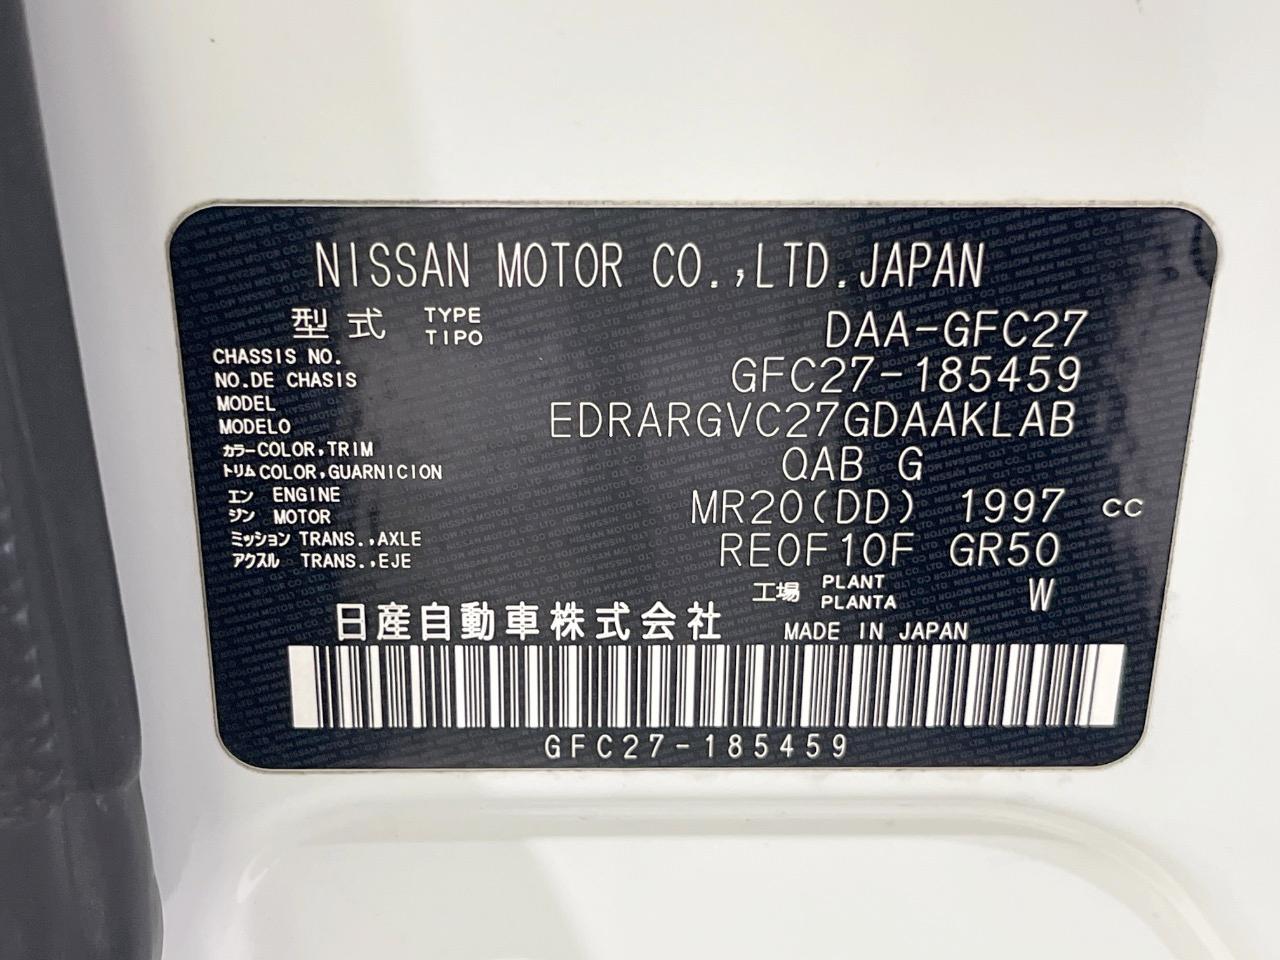 NISSAN MOTOR CO.,LTD.JAPAN
型式 TYPE TIPO DAA-GFC27
CHASSIS NO. NO.DE CHASIS GFC27-185459
MODEL MODELO EDRARGVC27GDAAKLAB
カラー COLOR,TRIM トリム COLOR,GUARNICION QAB G
エンジン ENGINE MOTOR MR20(DD) 1997 cc
ミッション TRANS.,AXLE アクスル TRANS.,EJE RE0F10F GR50
工場 PLANT PLANTA W
日産自動車株式会社 MADE IN JAPAN
GFC27-185459